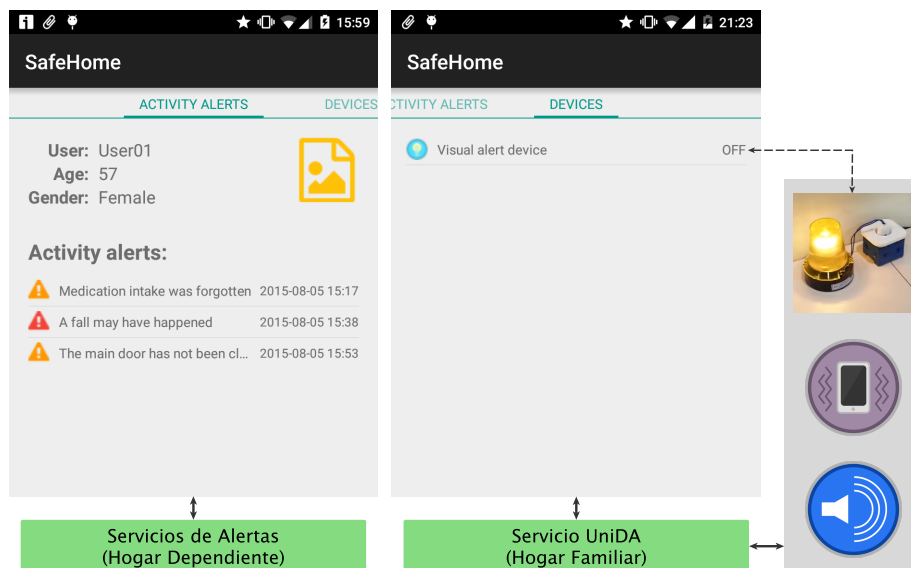 15:59
SafeHome
ACTIVITY ALERTS
DEVICES
User: User01
Age: 57
Gender: Female
Activity alerts:
Medication intake was forgotten 2015-08-05 15:17
A fall may have happened 2015-08-05 15:38
The main door has not been cl... 2015-08-05 15:53
Servicios de Alertas
(Hogar Dependiente)
21:23
SafeHome
CTIVITY ALERTS
DEVICES
Visual alert device OFF
Servicio UniDA
(Hogar Familiar)